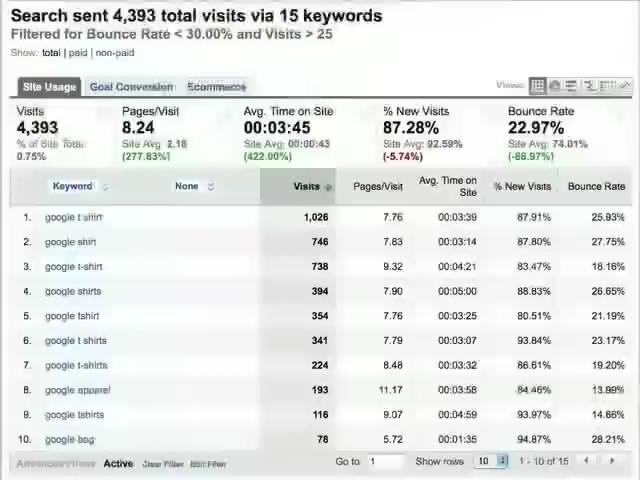 Search sent 4,393 total visits via 15 keywords
Filtered for Bounce Rate < 30.00% and Visits > 25
Show: total | paid | non-paid
Site Usage Goal Conversion Ecommerce Views:
Visits Pages/Visit Avg. Time on Site % New Visits Bounce Rate
4,393 8.24 00:03:45 87.28% 22.97%
% of Site Total: Site Avg: 2.18 Site Avg: 00:00:43 Site Avg: 92.59% Site Avg: 74.01%
0.75% (277.83%) (422.00%) (-5.74%) (-68.97%)
Keyword None Visits Pages/Visit Avg. Time on Site % New Visits Bounce Rate
1. google t shirt 1,026 7.76 00:03:39 87.91% 25.93%
2. google shirt 746 7.83 00:03:14 87.80% 27.75%
3. google t-shirt 738 9.32 00:04:21 83.47% 18.16%
4. google shirts 394 7.90 00:05:00 88.83% 26.65%
5. google tshirt 354 7.76 00:03:25 80.51% 21.19%
6. google t shirts 341 7.79 00:03:07 93.84% 23.17%
7. google t-shirts 224 8.48 00:03:32 86.61% 19.20%
8. google apparel 193 11.17 00:03:58 84.46% 13.99%
9. google tshirts 116 9.07 00:04:59 93.97% 14.66%
10. google bag 78 5.72 00:01:35 94.87% 28.21%
Advanced Filter Active Clear Filter Edit Filter Go to: 1 Show rows 10 1 - 10 of 15